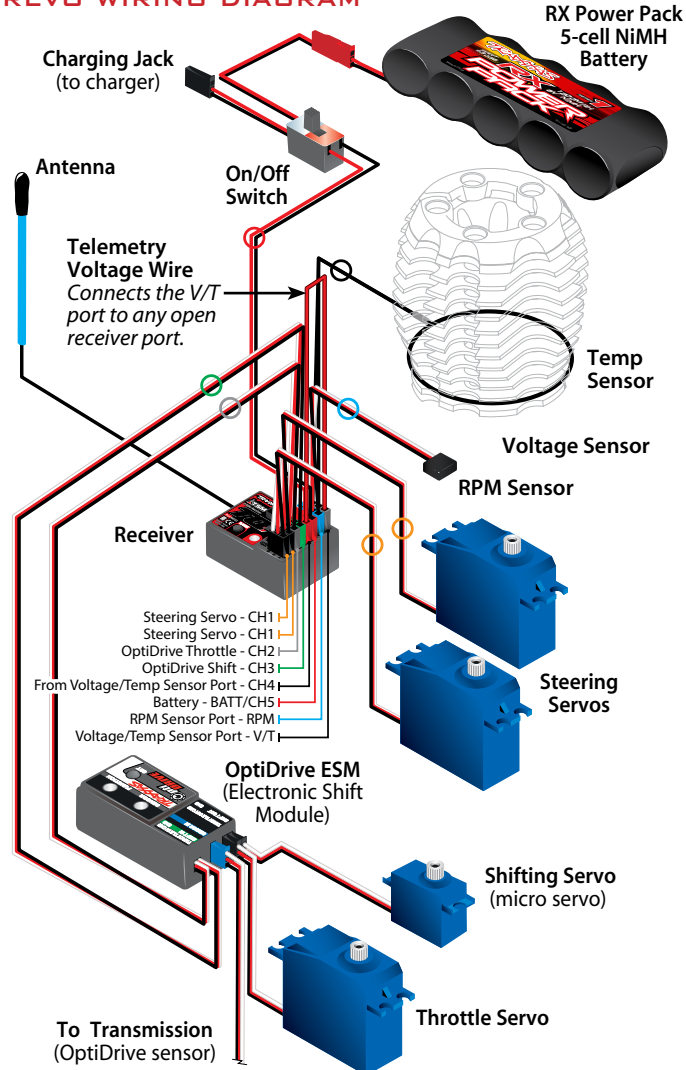 REVO WIRING DIAGRAM
RX Power Pack
5-cell NiMH
Battery
Charging Jack
(to charger)
On/Off
Switch
Antenna
Telemetry
Voltage Wire
Connects the V/T
port to any open
receiver port.
Temp
Sensor
Voltage Sensor
RPM Sensor
Receiver
Steering Servo - CH1
Steering Servo - CH1
OptiDrive Throttle - CH2
OptiDrive Shift - CH3
From Voltage/Temp Sensor Port - CH4
Battery - BATT/CH5
RPM Sensor Port - RPM
Voltage/Temp Sensor Port - V/T
Steering
Servos
OptiDrive ESM
(Electronic Shift
Module)
Shifting Servo
(micro servo)
Throttle Servo
To Transmission
(OptiDrive sensor)
RX
POWER
PACK